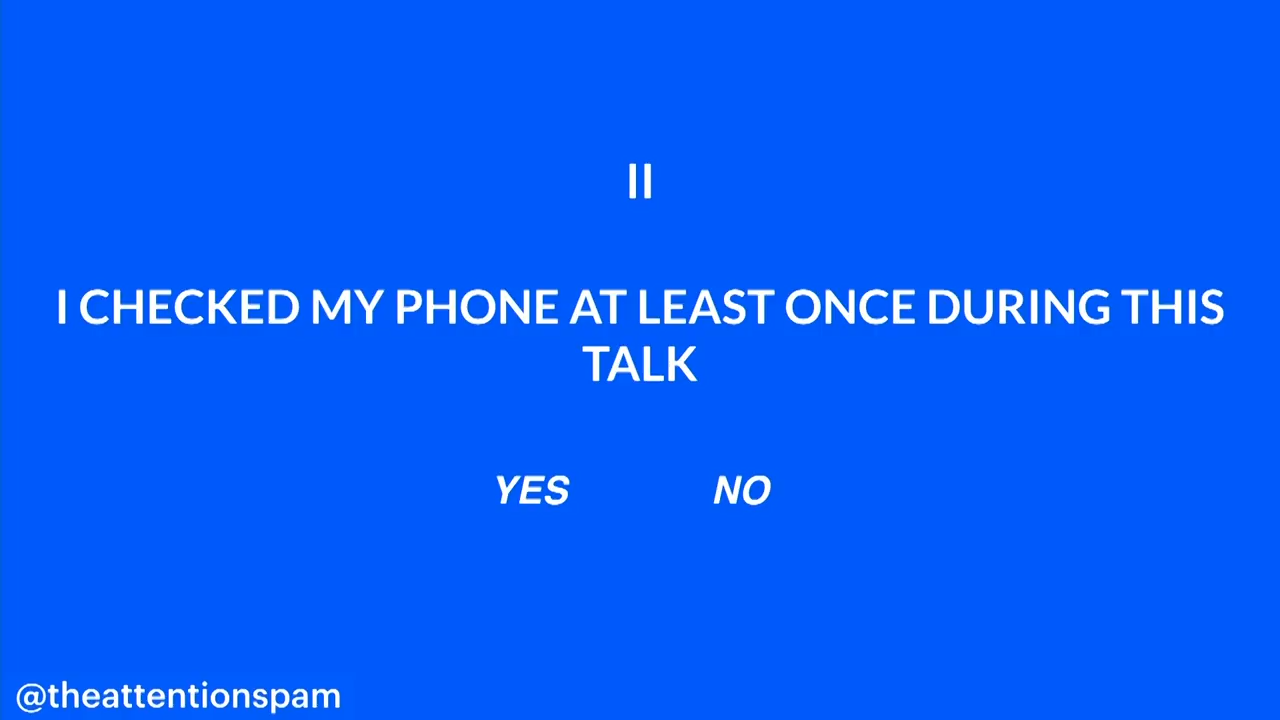 II
I CHECKED MY PHONE AT LEAST ONCE DURING THIS
TALK
YES NO
@theattentionspam